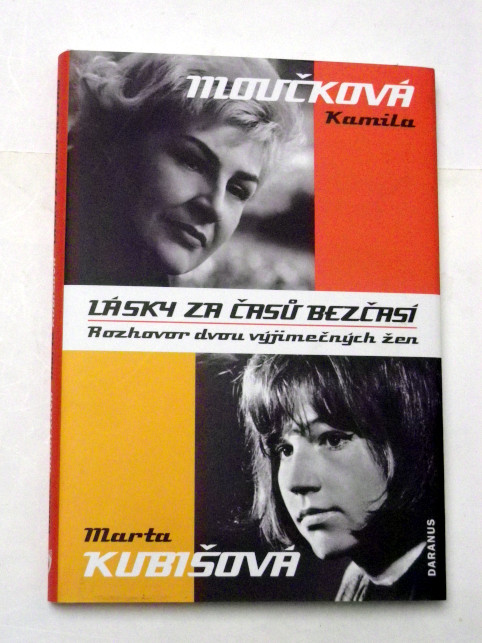 MOUČKOVÁ
Kamila
LÁSKY ZA ČASŮ BEZČASÍ
Rozhovor dvou výjimečných žen
Marta
KUBIŠOVÁ
DARANUS